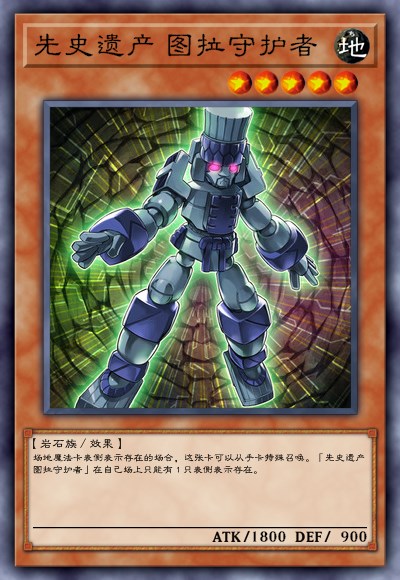 先史遗产 图拉守护者
地
【岩石族/效果】
场地魔法卡表侧表示存在的场合，这张卡可以从手卡特殊召唤。「先史遗产
图拉守护者」在自己场上只能有1只表侧表示存在。
ATK/1800 DEF/ 900